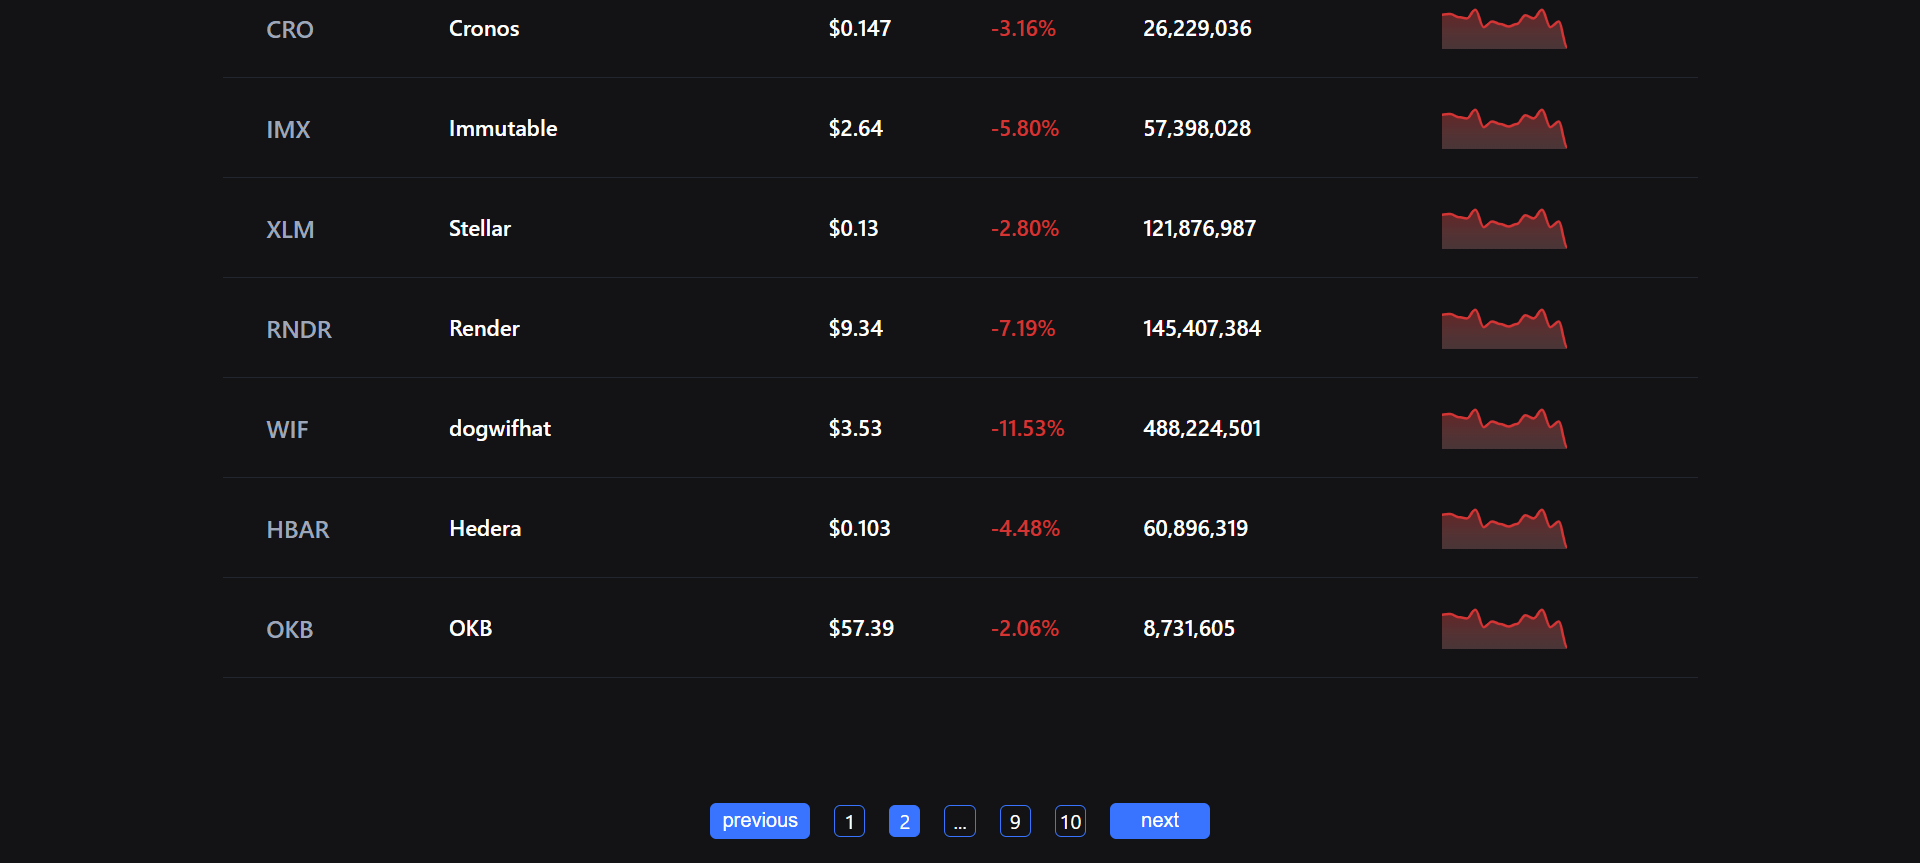 CRO Cronos $0.147 -3.16% 26,229,036
IMX Immutable $2.64 -5.80% 57,398,028
XLM Stellar $0.13 -2.80% 121,876,987
RNDR Render $9.34 -7.19% 145,407,384
WIF dogwifhat $3.53 -11.53% 488,224,501
HBAR Hedera $0.103 -4.48% 60,896,319
OKB OKB $57.39 -2.06% 8,731,605
previous 1 2 ... 9 10 next